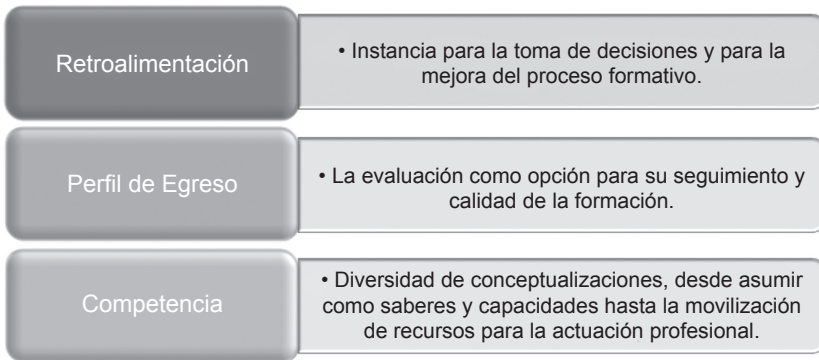 Retroalimentación
• Instancia para la toma de decisiones y para la
mejora del proceso formativo.
Perfil de Egreso
• La evaluación como opción para su seguimiento y
calidad de la formación.
Competencia
• Diversidad de conceptualizaciones, desde asumir
como saberes y capacidades hasta la movilización
de recursos para la actuación profesional.